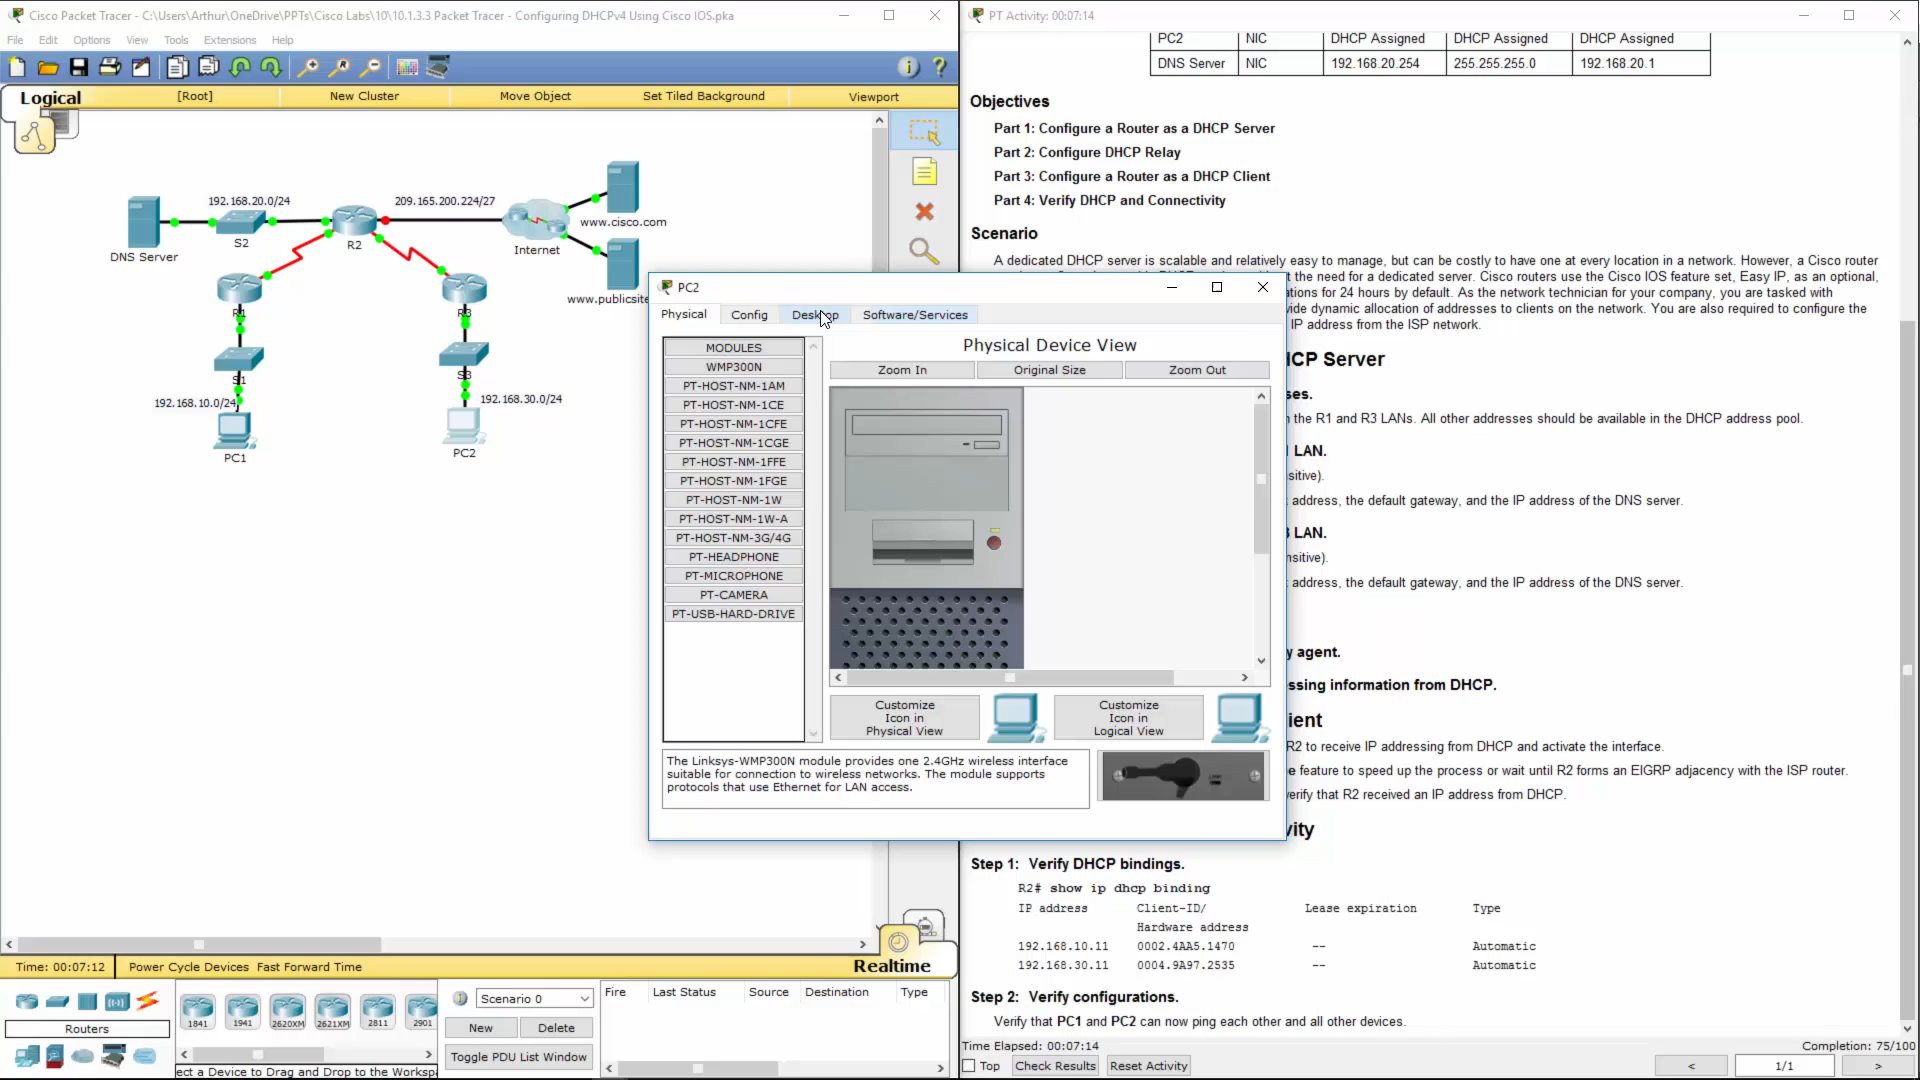 Cisco Packet Tracer - C:\Users\Arthur\OneDrive\PPTs\Cisco Labs\10\10.1.3.3 Packet Tracer - Configuring DHCPv4 Using Cisco IOS.pka
File Edit Options View Tools Extensions Help
Logical [Root] New Cluster Move Object Set Tiled Background Viewport
192.168.20.0/24
209.165.200.224/27
www.cisco.com
S2
R2
Internet
DNS Server
www.publicsite
R1
R3
S1
S3
192.168.10.0/24
192.168.30.0/24
PC1
PC2
PC2
Physical Config Desktop Software/Services
MODULES
WMP300N
PT-HOST-NM-1AM
PT-HOST-NM-1CE
PT-HOST-NM-1CFE
PT-HOST-NM-1CGE
PT-HOST-NM-1FFE
PT-HOST-NM-1FGE
PT-HOST-NM-1W
PT-HOST-NM-1W-A
PT-HOST-NM-3G/4G
PT-HEADPHONE
PT-MICROPHONE
PT-CAMERA
PT-USB-HARD-DRIVE
Physical Device View
Zoom In Original Size Zoom Out
Customize
Icon in
Physical View
Customize
Icon in
Logical View
The Linksys-WMP300N module provides one 2.4GHz wireless interface
suitable for connection to wireless networks. The module supports
protocols that use Ethernet for LAN access.
Time: 00:07:12 Power Cycle Devices Fast Forward Time
Realtime
Routers
1841 1941 2620XM 2621XM 2811 2901
ect a Device to Drag and Drop to the Workspa
Scenario 0
New Delete
Toggle PDU List Window
Fire Last Status Source Destination Type
PT Activity: 00:07:14
PC2 NIC DHCP Assigned DHCP Assigned DHCP Assigned
DNS Server NIC 192.168.20.254 255.255.255.0 192.168.20.1
Objectives
Part 1: Configure a Router as a DHCP Server
Part 2: Configure DHCP Relay
Part 3: Configure a Router as a DHCP Client
Part 4: Verify DHCP and Connectivity
Scenario
A dedicated DHCP server is scalable and relatively easy to manage, but can be costly to have one at every location in a network. However, a Cisco router
t the need for a dedicated server. Cisco routers use the Cisco IOS feature set, Easy IP, as an optional,
tions for 24 hours by default. As the network technician for your company, you are tasked with
vide dynamic allocation of addresses to clients on the network. You are also required to configure the
IP address from the ISP network.
HCP Server
ses.
n the R1 and R3 LANs. All other addresses should be available in the DHCP address pool.
LAN.
sitive).
address, the default gateway, and the IP address of the DNS server.
LAN.
nsitive).
address, the default gateway, and the IP address of the DNS server.
y agent.
ssing information from DHCP.
ient
R2 to receive IP addressing from DHCP and activate the interface.
e feature to speed up the process or wait until R2 forms an EIGRP adjacency with the ISP router.
verify that R2 received an IP address from DHCP.
ivity
Step 1: Verify DHCP bindings.
R2# show ip dhcp binding
IP address Client-ID/ Lease expiration Type
Hardware address
192.168.10.11 0002.4AA5.1470 -- Automatic
192.168.30.11 0004.9A97.2535 -- Automatic
Step 2: Verify configurations.
Verify that PC1 and PC2 can now ping each other and all other devices.
Time Elapsed: 00:07:14 Completion: 75/100
Top Check Results Reset Activity < 1/1 >